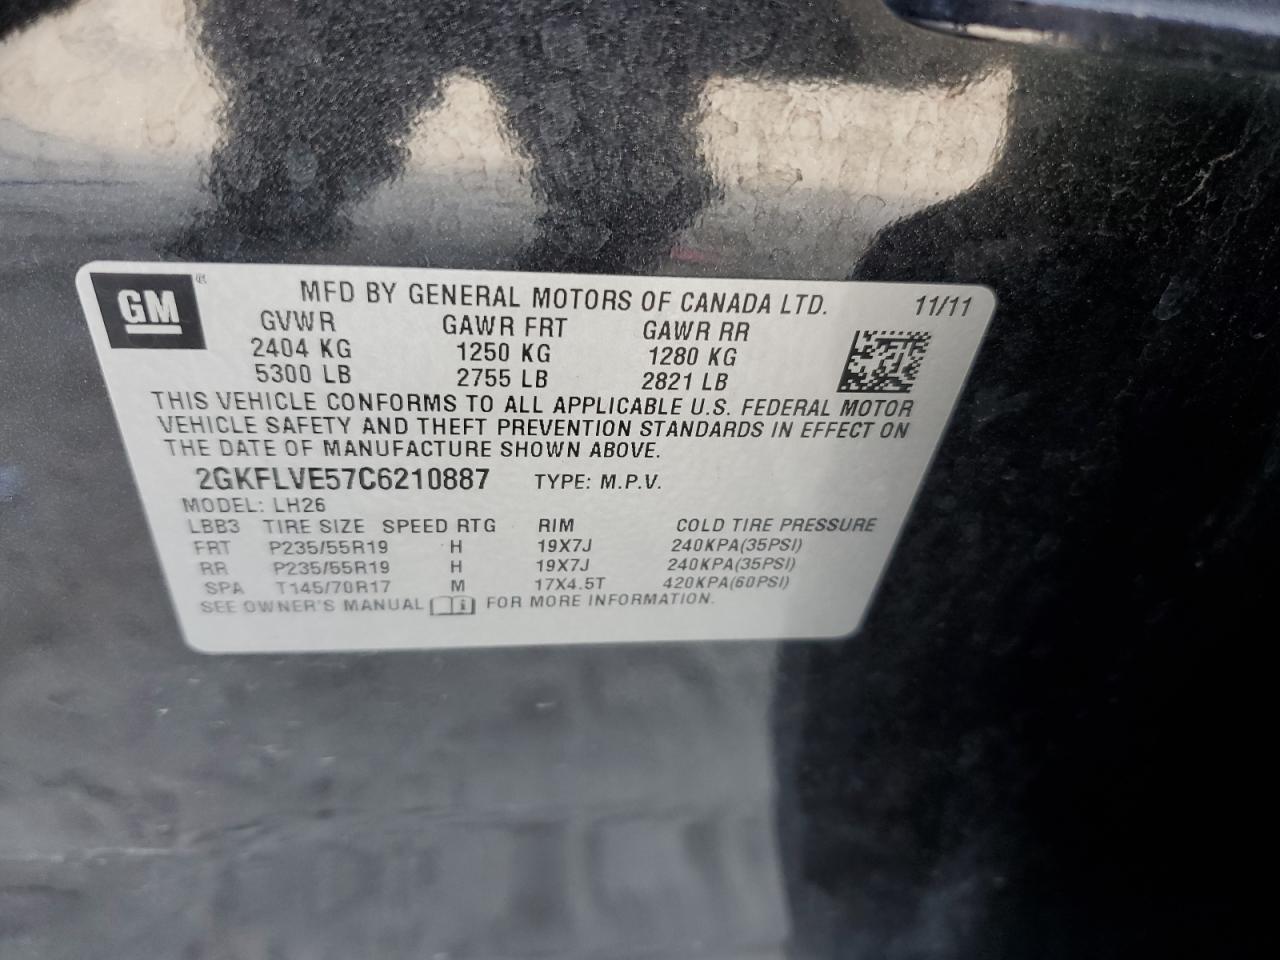 GM
MFD BY GENERAL MOTORS OF CANADA LTD. 11/11
GVWR GAWR FRT GAWR RR
2404 KG 1250 KG 1280 KG
5300 LB 2755 LB 2821 LB
THIS VEHICLE CONFORMS TO ALL APPLICABLE U.S. FEDERAL MOTOR
VEHICLE SAFETY AND THEFT PREVENTION STANDARDS IN EFFECT ON
THE DATE OF MANUFACTURE SHOWN ABOVE.
2GKFLVE57C6210887 TYPE: M.P.V.
MODEL: LH26
LBB3 TIRE SIZE SPEED RTG RIM COLD TIRE PRESSURE
FRT P235/55R19 H 19X7J 240KPA(35PSI)
RR P235/55R19 H 19X7J 240KPA(35PSI)
SPA T145/70R17 M 17X4.5T 420KPA(60PSI)
SEE OWNER'S MANUAL FOR MORE INFORMATION.